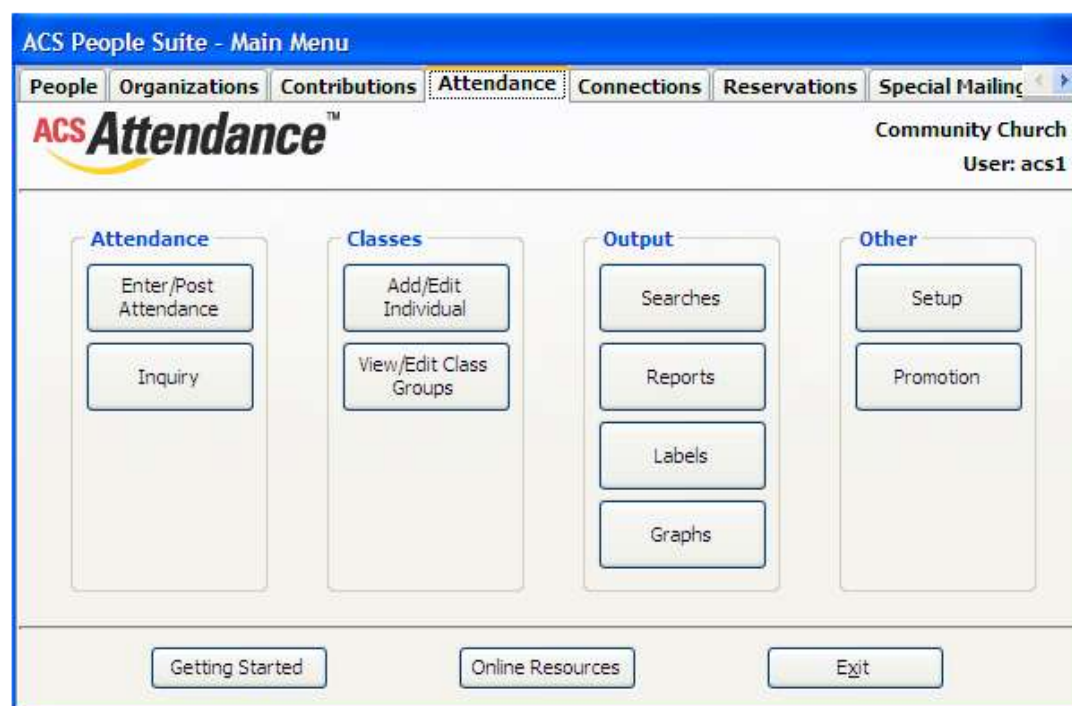 ACS People Suite - Main Menu
People Organizations Contributions Attendance Connections Reservations Special Mailing
ACS Attendance™
Community Church
User: acs1
Attendance
Enter/Post
Attendance
Inquiry
Classes
Add/Edit
Individual
View/Edit Class
Groups
Output
Searches
Reports
Labels
Graphs
Other
Setup
Promotion
Getting Started Online Resources Exit